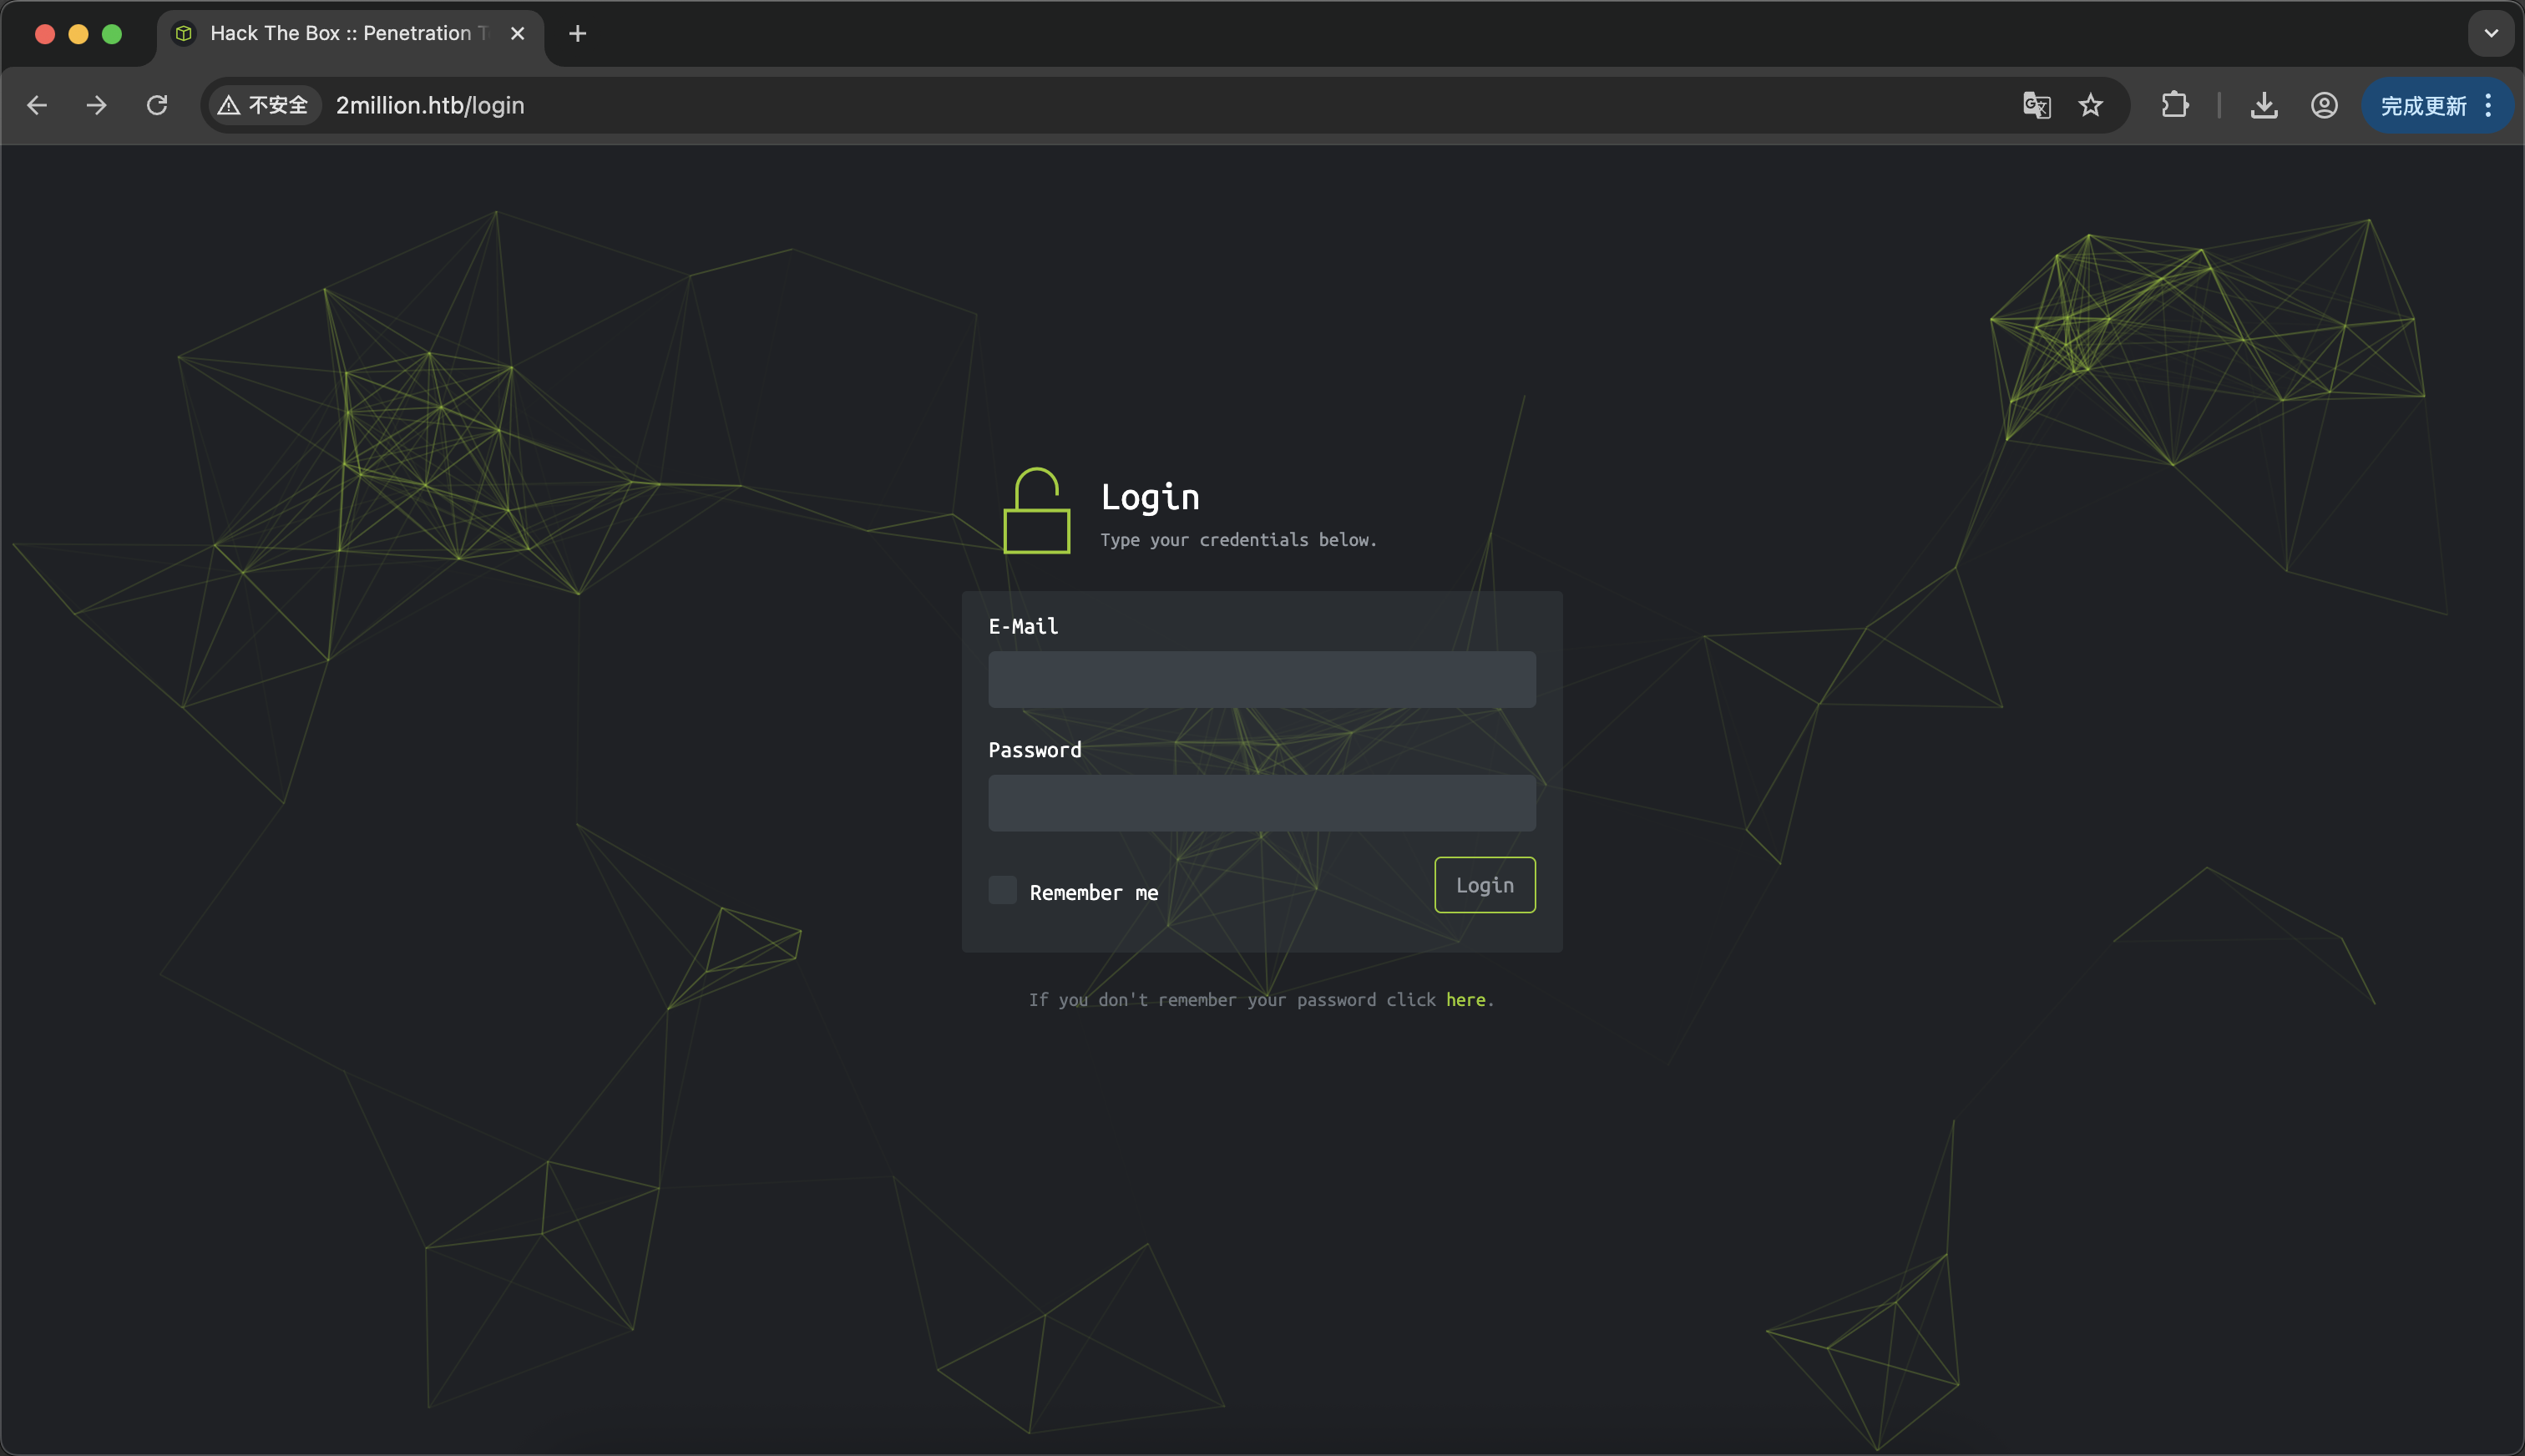 Hack The Box :: Penetration T
不安全
2million.htb/login
完成更新
Login
Type your credentials below.
E-Mail
Password
Remember me
Login
If you don't remember your password click here.